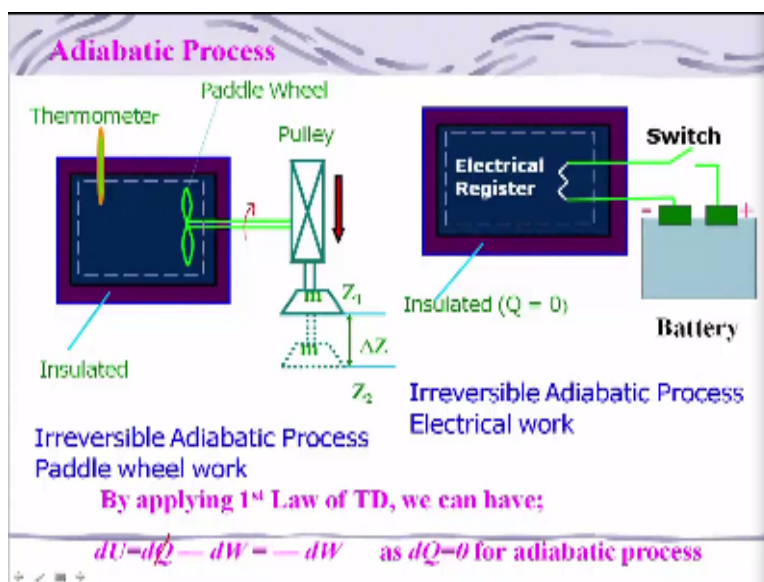 Adiabatic Process
Paddle Wheel
Thermometer
Pulley
m
Z1
m
ΔZ
Z2
Insulated
Irreversible Adiabatic Process
Paddle wheel work
Electrical
Register
Switch
- +
Insulated (Q = 0)
Battery
Irreversible Adiabatic Process
Electrical work
By applying 1st Law of TD, we can have;
dU=dQ — dW = — dW as dQ=0 for adiabatic process